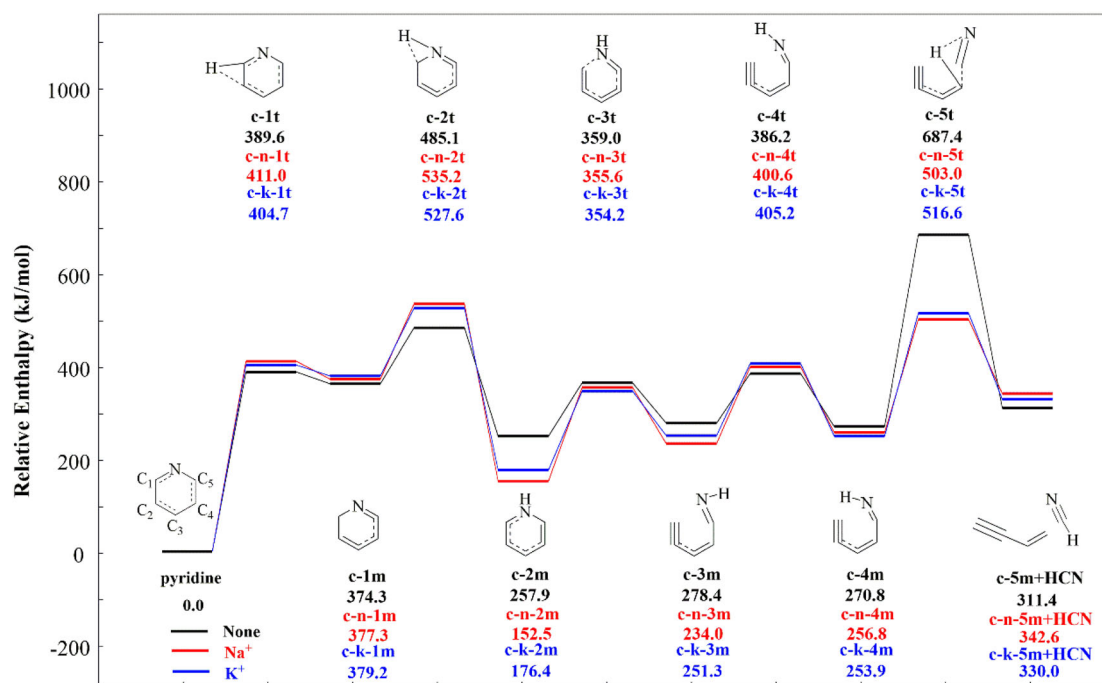 Relative Enthalpy (kJ/mol)
1000
800
600
400
200
0
-200
H N
c-1t
389.6
c-n-1t
411.0
c-k-1t
404.7
H N
c-2t
485.1
c-n-2t
535.2
c-k-2t
527.6
H
N
c-3t
359.0
c-n-3t
355.6
c-k-3t
354.2
H
N
c-4t
386.2
c-n-4t
400.6
c-k-4t
405.2
H N
c-5t
687.4
c-n-5t
503.0
c-k-5t
516.6
N
C1 C5
C2 C4
C3
pyridine
0.0
None
Na+
K+
N
c-1m
374.3
c-n-1m
377.3
c-k-1m
379.2
H
N
c-2m
257.9
c-n-2m
152.5
c-k-2m
176.4
N H
c-3m
278.4
c-n-3m
234.0
c-k-3m
251.3
H N
c-4m
270.8
c-n-4m
256.8
c-k-4m
253.9
N
H
c-5m+HCN
311.4
c-n-5m+HCN
342.6
c-k-5m+HCN
330.0